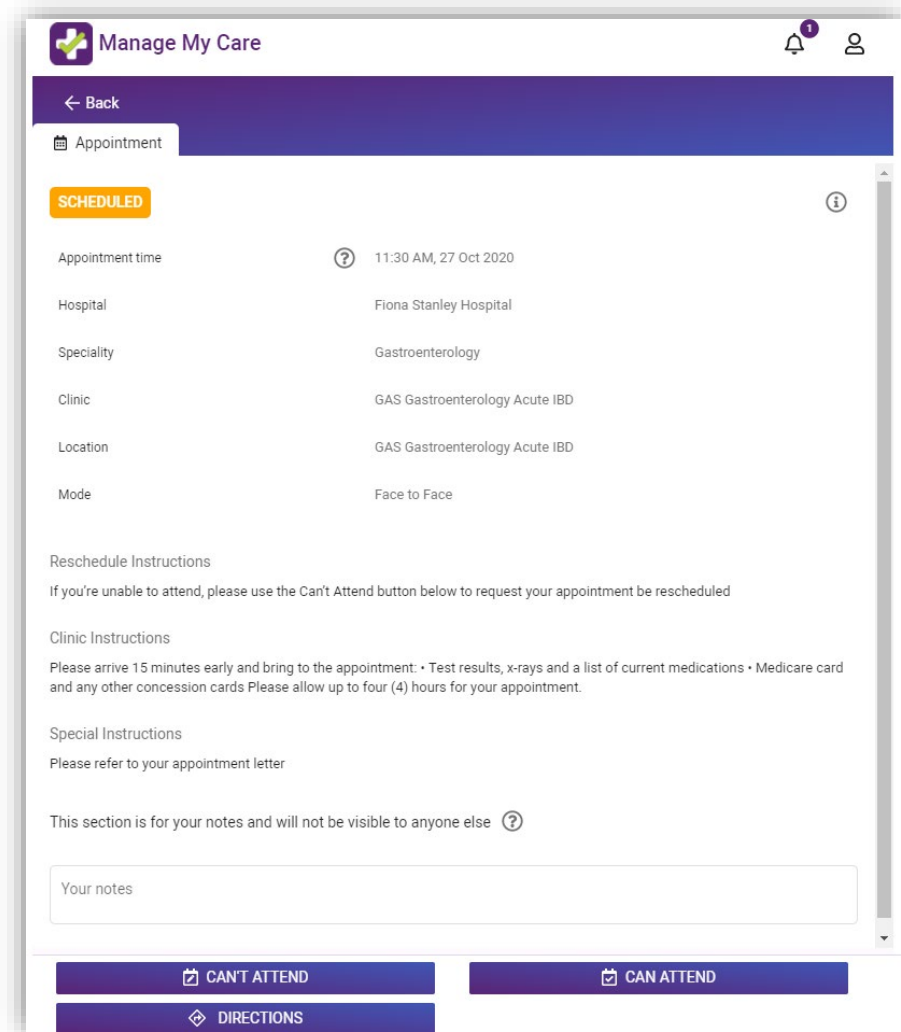 Manage My Care
1
← Back
Appointment
SCHEDULED
Appointment time ? 11:30 AM, 27 Oct 2020
Hospital Fiona Stanley Hospital
Speciality Gastroenterology
Clinic GAS Gastroenterology Acute IBD
Location GAS Gastroenterology Acute IBD
Mode Face to Face
Reschedule Instructions
If you're unable to attend, please use the Can't Attend button below to request your appointment be rescheduled
Clinic Instructions
Please arrive 15 minutes early and bring to the appointment: • Test results, x-rays and a list of current medications • Medicare card
and any other concession cards Please allow up to four (4) hours for your appointment.
Special Instructions
Please refer to your appointment letter
This section is for your notes and will not be visible to anyone else ?
Your notes
CAN'T ATTEND CAN ATTEND
DIRECTIONS